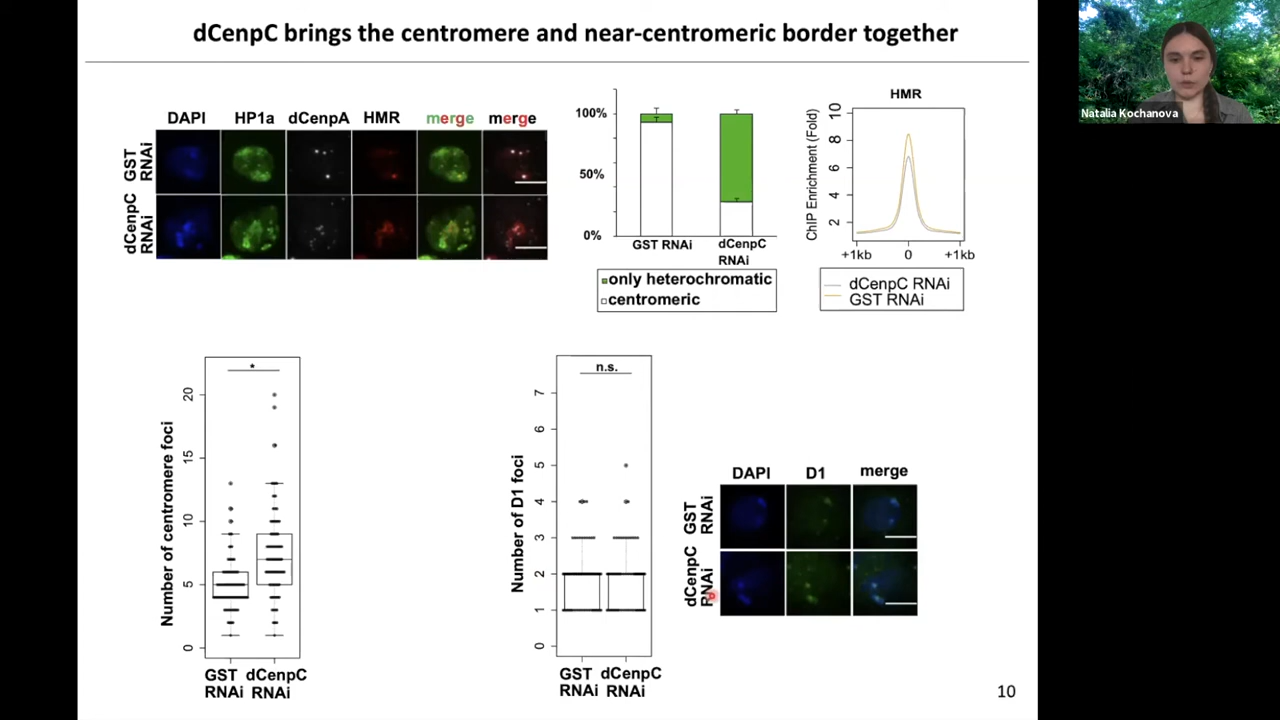 dCenpC brings the centromere and near-centromeric border together
Natalia Kochanova
DAPI HP1a dCenpA HMR merge merge
GST RNAi
dCenpC RNAi
100%
50%
0%
GST RNAi dCenpC RNAi
only heterochromatic
centromeric
HMR
ChIP Enrichment (Fold)
10
8
6
4
2
+1kb 0 +1kb
dCenpC RNAi
GST RNAi
*
Number of centromere foci
20
15
10
5
0
GST dCenpC
RNAi RNAi
n.s.
Number of D1 foci
7
6
5
4
3
2
1
0
GST dCenpC
RNAi RNAi
DAPI D1 merge
GST RNAi
dCenpC RNAi
10